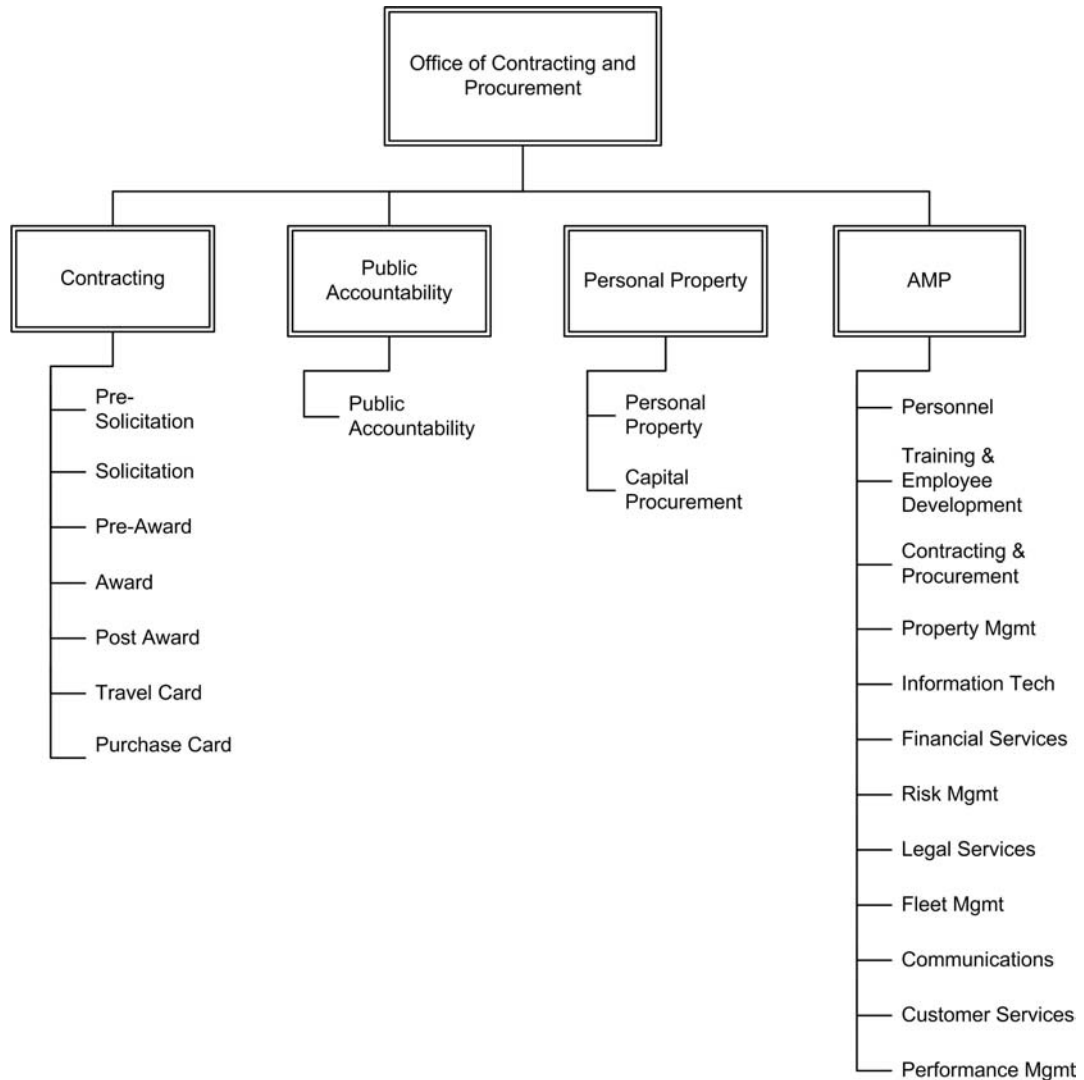 Office of Contracting and
Procurement
Contracting
Public
Accountability
Personal Property
AMP
Pre-
Solicitation
Solicitation
Pre-Award
Award
Post Award
Travel Card
Purchase Card
Public
Accountability
Personal
Property
Capital
Procurement
Personnel
Training &
Employee
Development
Contracting &
Procurement
Property Mgmt
Information Tech
Financial Services
Risk Mgmt
Legal Services
Fleet Mgmt
Communications
Customer Services
Performance Mgmt